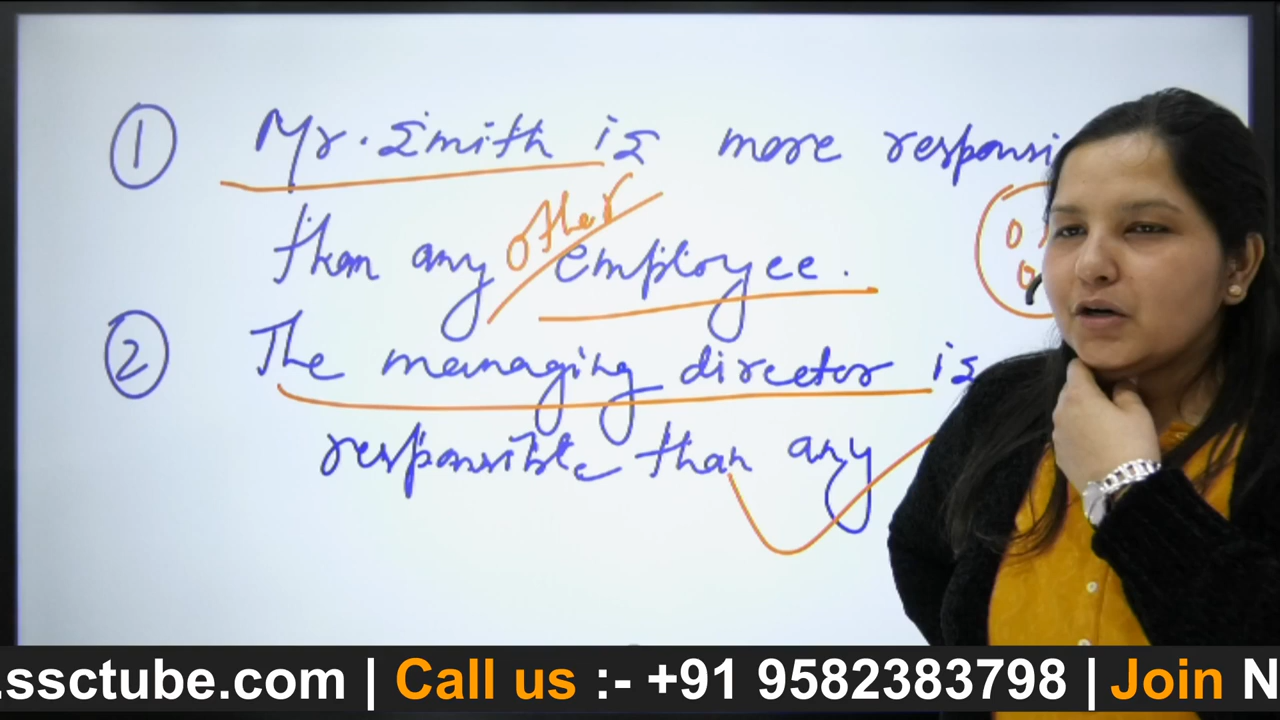 ① Mr. Smith is more responsi
than any other employee.
② The managing director is
responsible than any
.ssctube.com | Call us :- +91 9582383798 | Join N